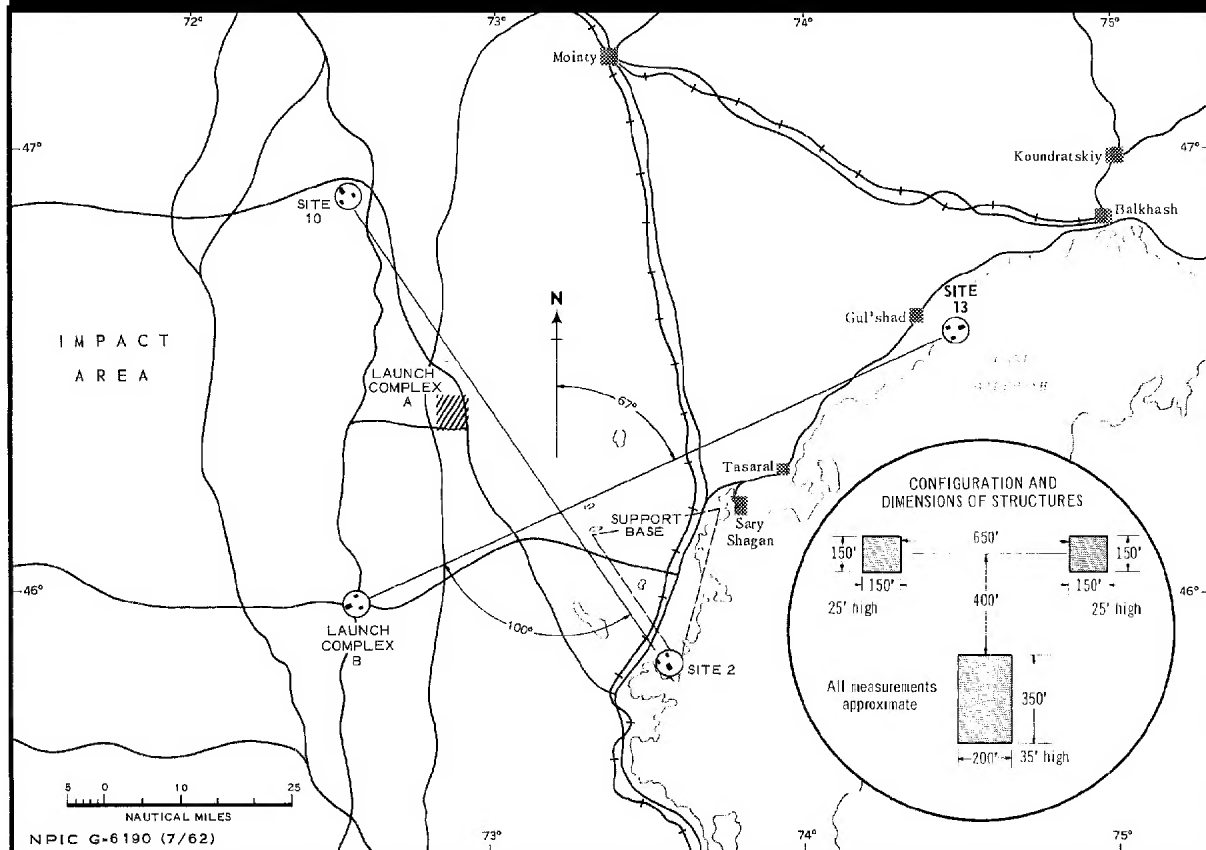 72°
73°
74°
75°
Mointy
47°
Koundratskiy
47°
SITE
10
Balkhash
N
SITE
13
Gul'shad
IMPACT
AREA
LAUNCH
COMPLEX
A
67°
Tasaral
SUPPORT
BASE
Sary
Shagan
CONFIGURATION AND
DIMENSIONS OF STRUCTURES
150'
650'
150'
150'
150'
25' high
400'
25' high
46°
46°
LAUNCH
COMPLEX
B
100°
SITE 2
All measurements
approximate
350'
200'
35' high
5 0 10 25
NAUTICAL MILES
NPIC G-6190 (7/62)
73°
74°
75°